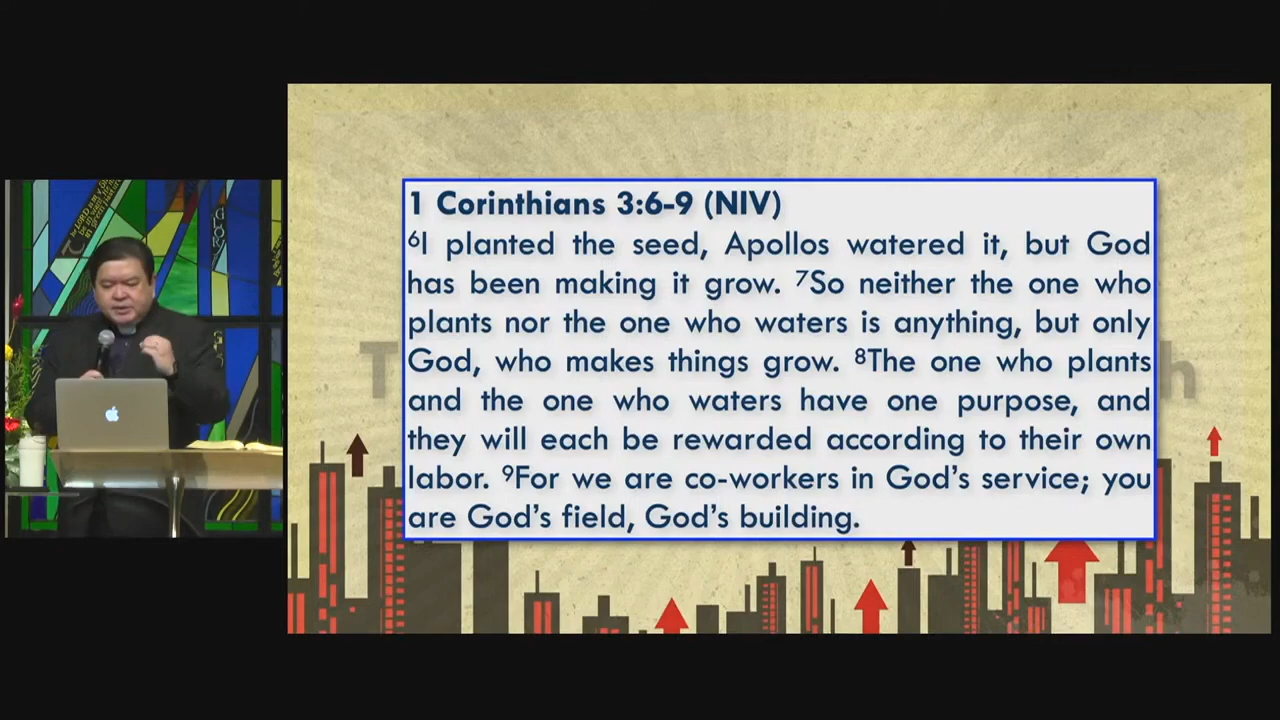 LORD is my
GLORY
1 Corinthians 3:6-9 (NIV)
⁶I planted the seed, Apollos watered it, but God
has been making it grow. ⁷So neither the one who
plants nor the one who waters is anything, but only
God, who makes things grow. ⁸The one who plants
and the one who waters have one purpose, and
they will each be rewarded according to their own
labor. ⁹For we are co-workers in God's service; you
are God's field, God's building.